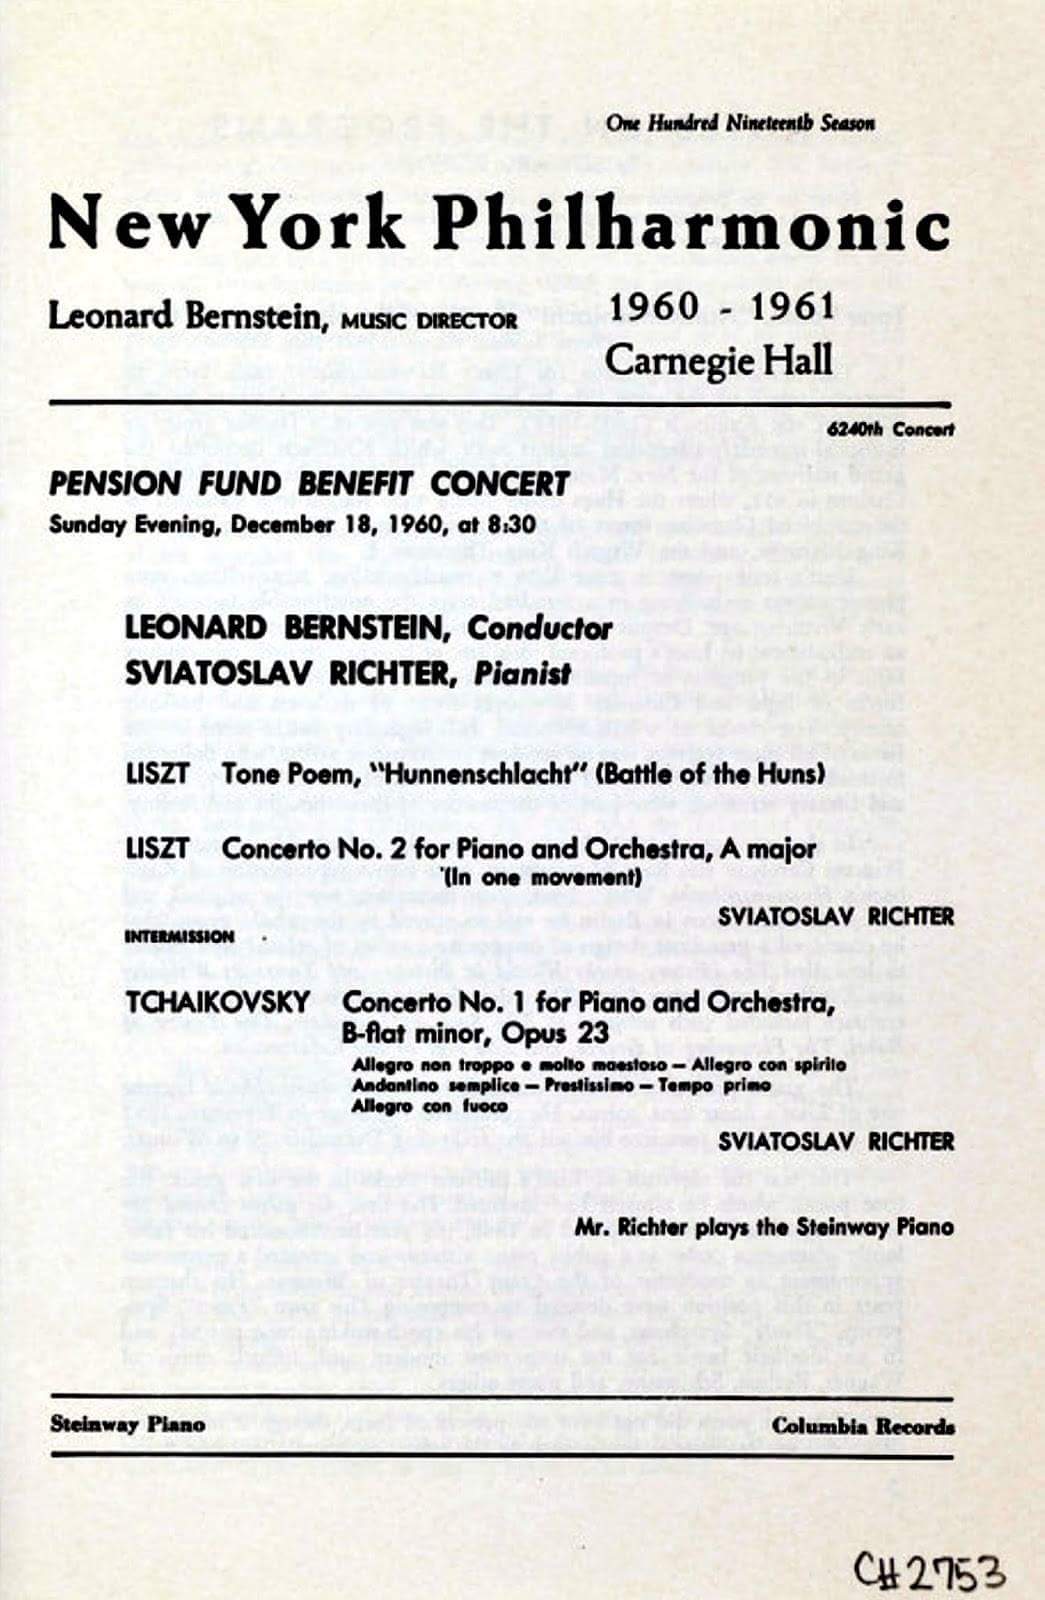 One Hundred Nineteenth Season
New York Philharmonic
Leonard Bernstein, MUSIC DIRECTOR
1960 - 1961
Carnegie Hall
6240th Concert
PENSION FUND BENEFIT CONCERT
Sunday Evening, December 18, 1960, at 8:30
LEONARD BERNSTEIN, Conductor
SVIATOSLAV RICHTER, Pianist
LISZT Tone Poem, "Hunnenschlacht" (Battle of the Huns)
LISZT Concerto No. 2 for Piano and Orchestra, A major
(In one movement)
SVIATOSLAV RICHTER
INTERMISSION
TCHAIKOVSKY Concerto No. 1 for Piano and Orchestra,
B-flat minor, Opus 23
Allegro non troppo e molto maestoso — Allegro con spirito
Andantino semplice — Prestissimo — Tempo primo
Allegro con fuoco
SVIATOSLAV RICHTER
Mr. Richter plays the Steinway Piano
Steinway Piano Columbia Records
CH2753